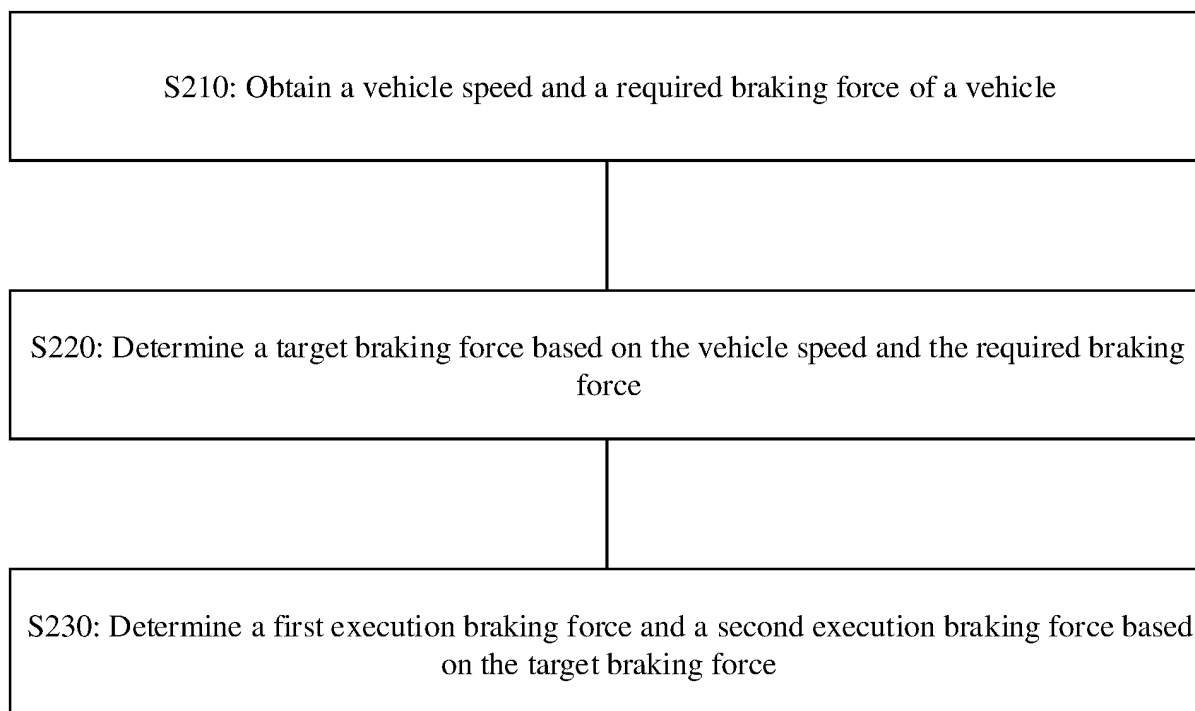 S210: Obtain a vehicle speed and a required braking force of a vehicle
S220: Determine a target braking force based on the vehicle speed and the required braking
force
S230: Determine a first execution braking force and a second execution braking force based
on the target braking force